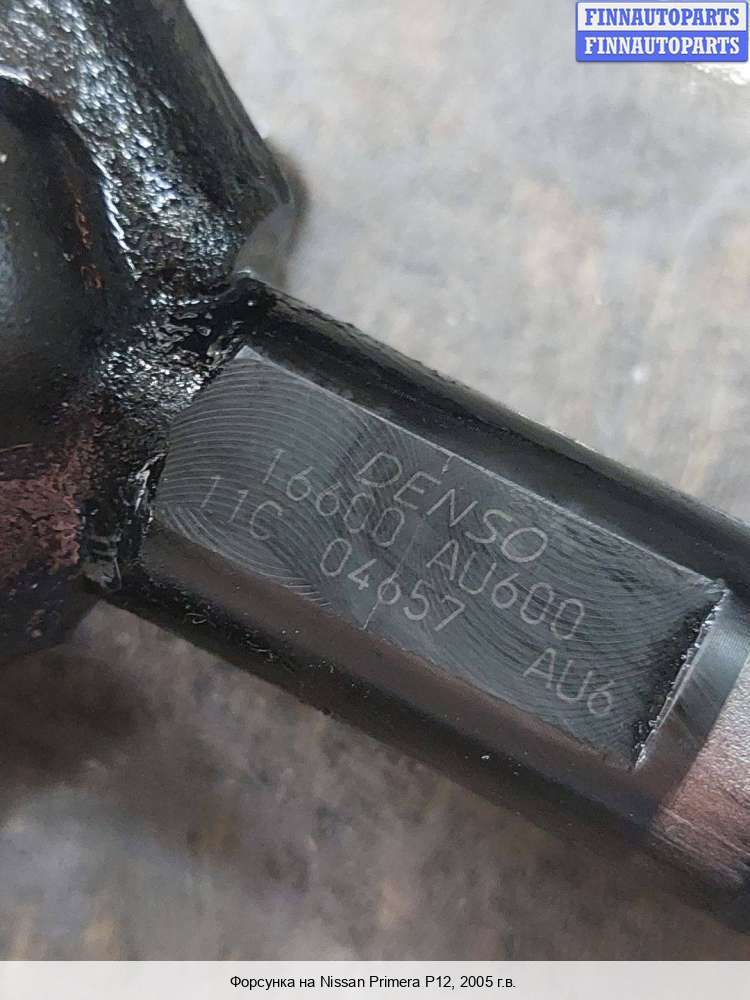 FINNAUTOPARTS
FINNAUTOPARTS
DENSO
16600 AU600
11C 04657 AU6
Форсунка на Nissan Primera P12, 2005 г.в.